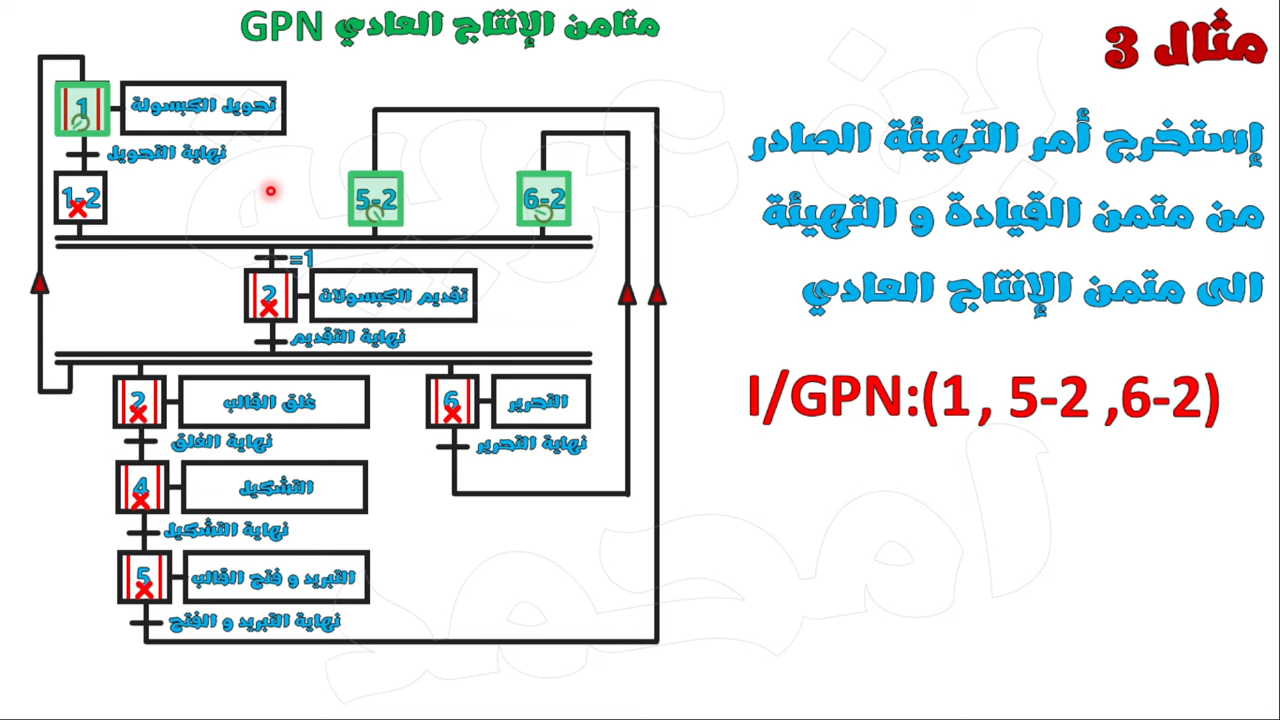 متامن الإنتاج العادي GPN
مثال 3
إستخرج أمر التهيئة الصادر
من متمن القيادة و التهيئة
الى متمن الإنتاج العادي
I/GPN:(1, 5-2 ,6-2)
1
تحويل الكبسولة
نهاية التحويل
1-2
5-2
6-2
=1
2
تقديم الكبسولات
نهاية التقديم
2
غلق القالب
6
التحرير
نهاية الغلق
نهاية التحرير
4
التشكيل
نهاية التشكيل
5
التبريد و فتح القالب
نهاية التبريد و الفتح